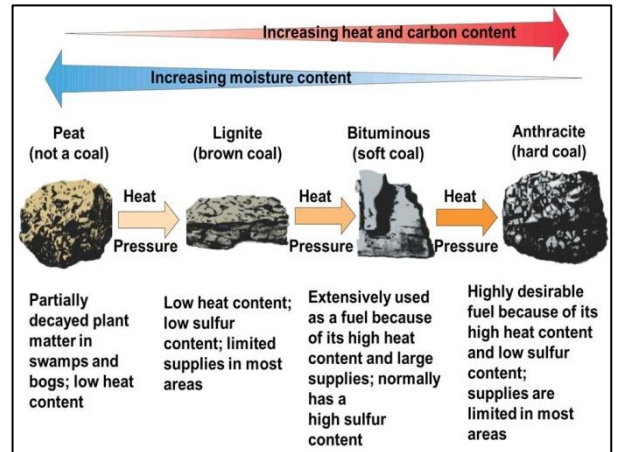 Increasing heat and carbon content
Increasing moisture content
Peat
(not a coal)
Lignite
(brown coal)
Bituminous
(soft coal)
Anthracite
(hard coal)
Heat
Pressure
Heat
Pressure
Heat
Pressure
Partially
decayed plant
matter in
swamps and
bogs; low heat
content
Low heat content;
low sulfur
content; limited
supplies in most
areas
Extensively used
as a fuel because
of its high heat
content and large
supplies; normally
has a
high sulfur
content
Highly desirable
fuel because of its
high heat content
and low sulfur
content;
supplies are
limited in most
areas